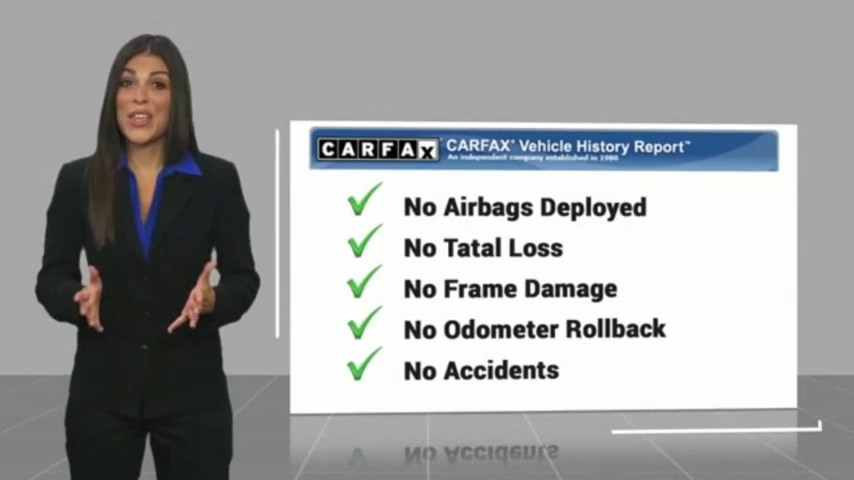 CARFAX CARFAX® Vehicle History Report™
An independent company established in 1986
No Airbags Deployed
No Tatal Loss
No Frame Damage
No Odometer Rollback
No Accidents
No Accidents